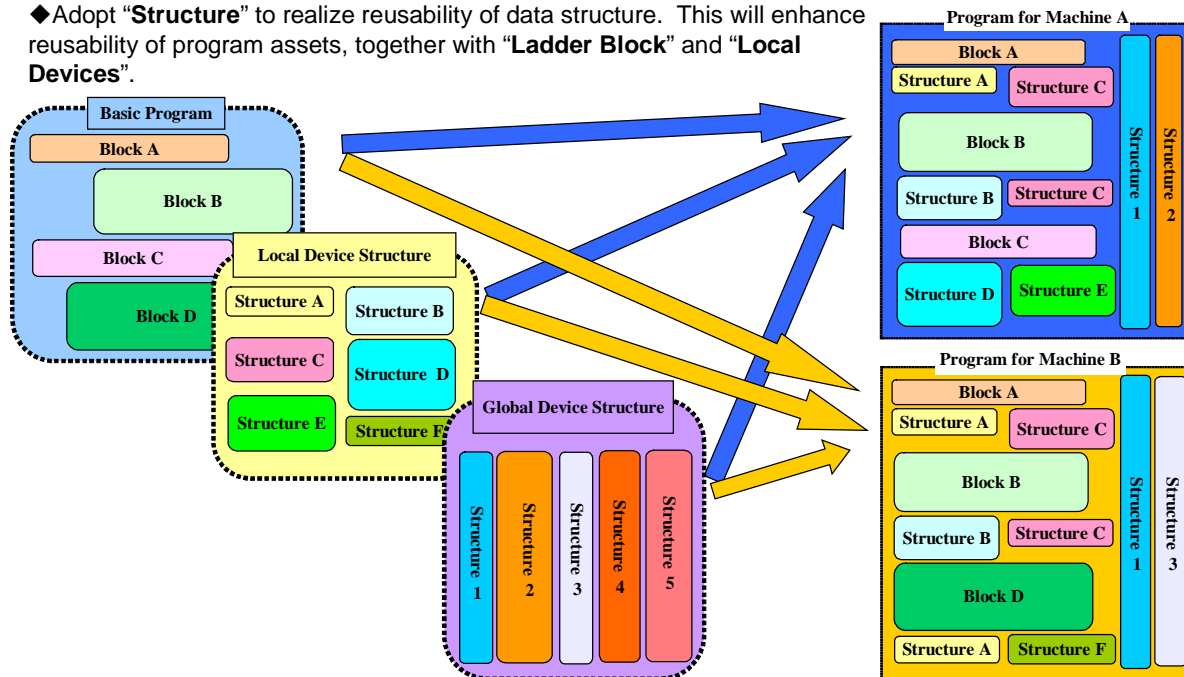 ◆Adopt “Structure” to realize reusability of data structure.  This will enhance
reusability of program assets, together with “Ladder Block” and “Local
Devices”.
Basic Program
Block A
Block B
Block C
Block D
Local Device Structure
Structure A
Structure B
Structure C
Structure D
Structure E
Structure F
Global Device Structure
Structure 1
Structure 2
Structure 3
Structure 4
Structure 5
Program for Machine A
Block A
Structure A
Structure C
Block B
Structure B
Structure C
Block C
Structure D
Structure E
Structure 1
Structure 2
Program for Machine B
Block A
Structure A
Structure C
Block B
Structure B
Structure C
Block D
Structure A
Structure F
Structure 1
Structure 3